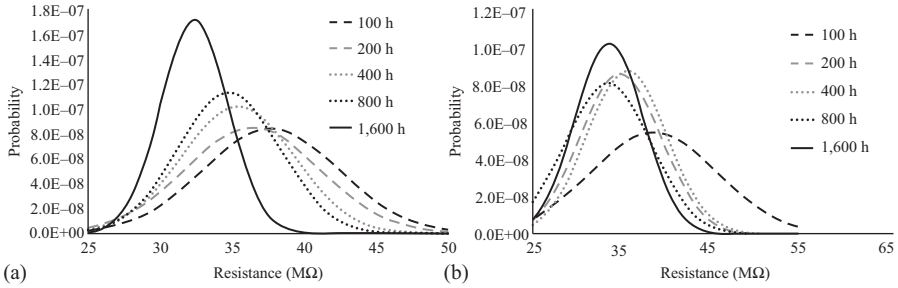 1.8E–07
1.6E–07
1.4E–07
1.2E–07
1.0E–07
8.0E–08
6.0E–08
4.0E–08
2.0E–08
0.0E+00
Probability
25
30
35
40
45
50
Resistance (MΩ)
100 h
200 h
400 h
800 h
1,600 h
(a)
1.2E–07
1.0E–07
8.0E–08
6.0E–08
4.0E–08
2.0E–08
0.0E+00
Probability
25
35
45
55
65
Resistance (MΩ)
100 h
200 h
400 h
800 h
1,600 h
(b)